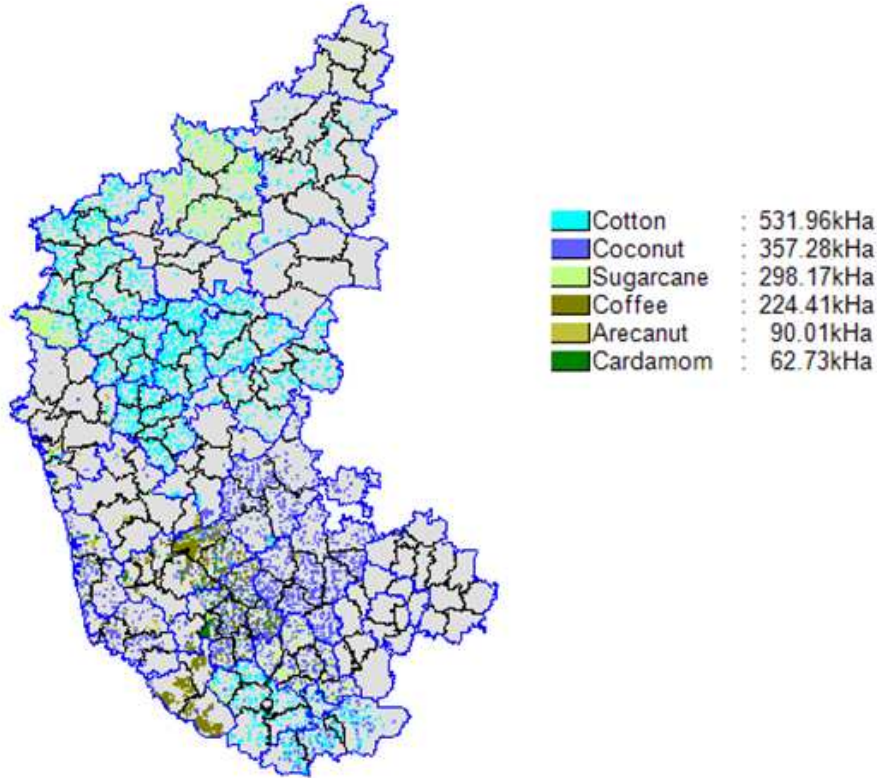 Cotton : 531.96kHa
Coconut : 357.28kHa
Sugarcane : 298.17kHa
Coffee : 224.41kHa
Arecanut : 90.01kHa
Cardamom : 62.73kHa